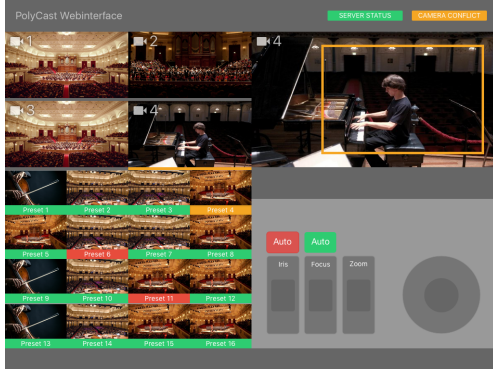 PolyCast Webinterface
SERVER STATUS
CAMERA CONFLICT
1
2
4
3
4
Preset 1
Preset 2
Preset 3
Preset 4
Preset 5
Preset 6
Preset 7
Preset 8
Preset 9
Preset 10
Preset 11
Preset 12
Preset 13
Preset 14
Preset 15
Preset 16
Auto
Auto
Iris
Focus
Zoom